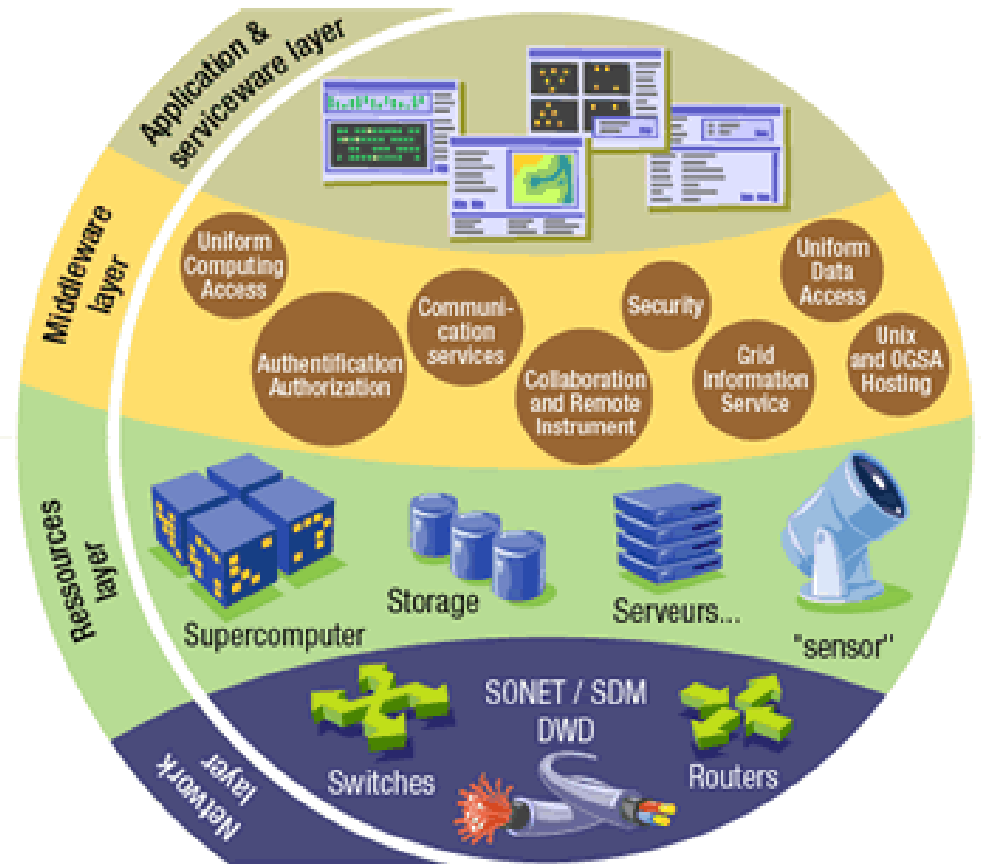 Application &
serviceware layer
Middleware
layer
Uniform
Computing
Access
Authentification
Authorization
Communi-
cation
services
Collaboration
and Remote
Instrument
Security
Grid
Information
Service
Uniform
Data
Access
Unix
and OGSA
Hosting
Ressources
layer
Supercomputer
Storage
Serveurs...
"sensor"
Network
layer
Switches
SONET / SDM
DWD
Routers